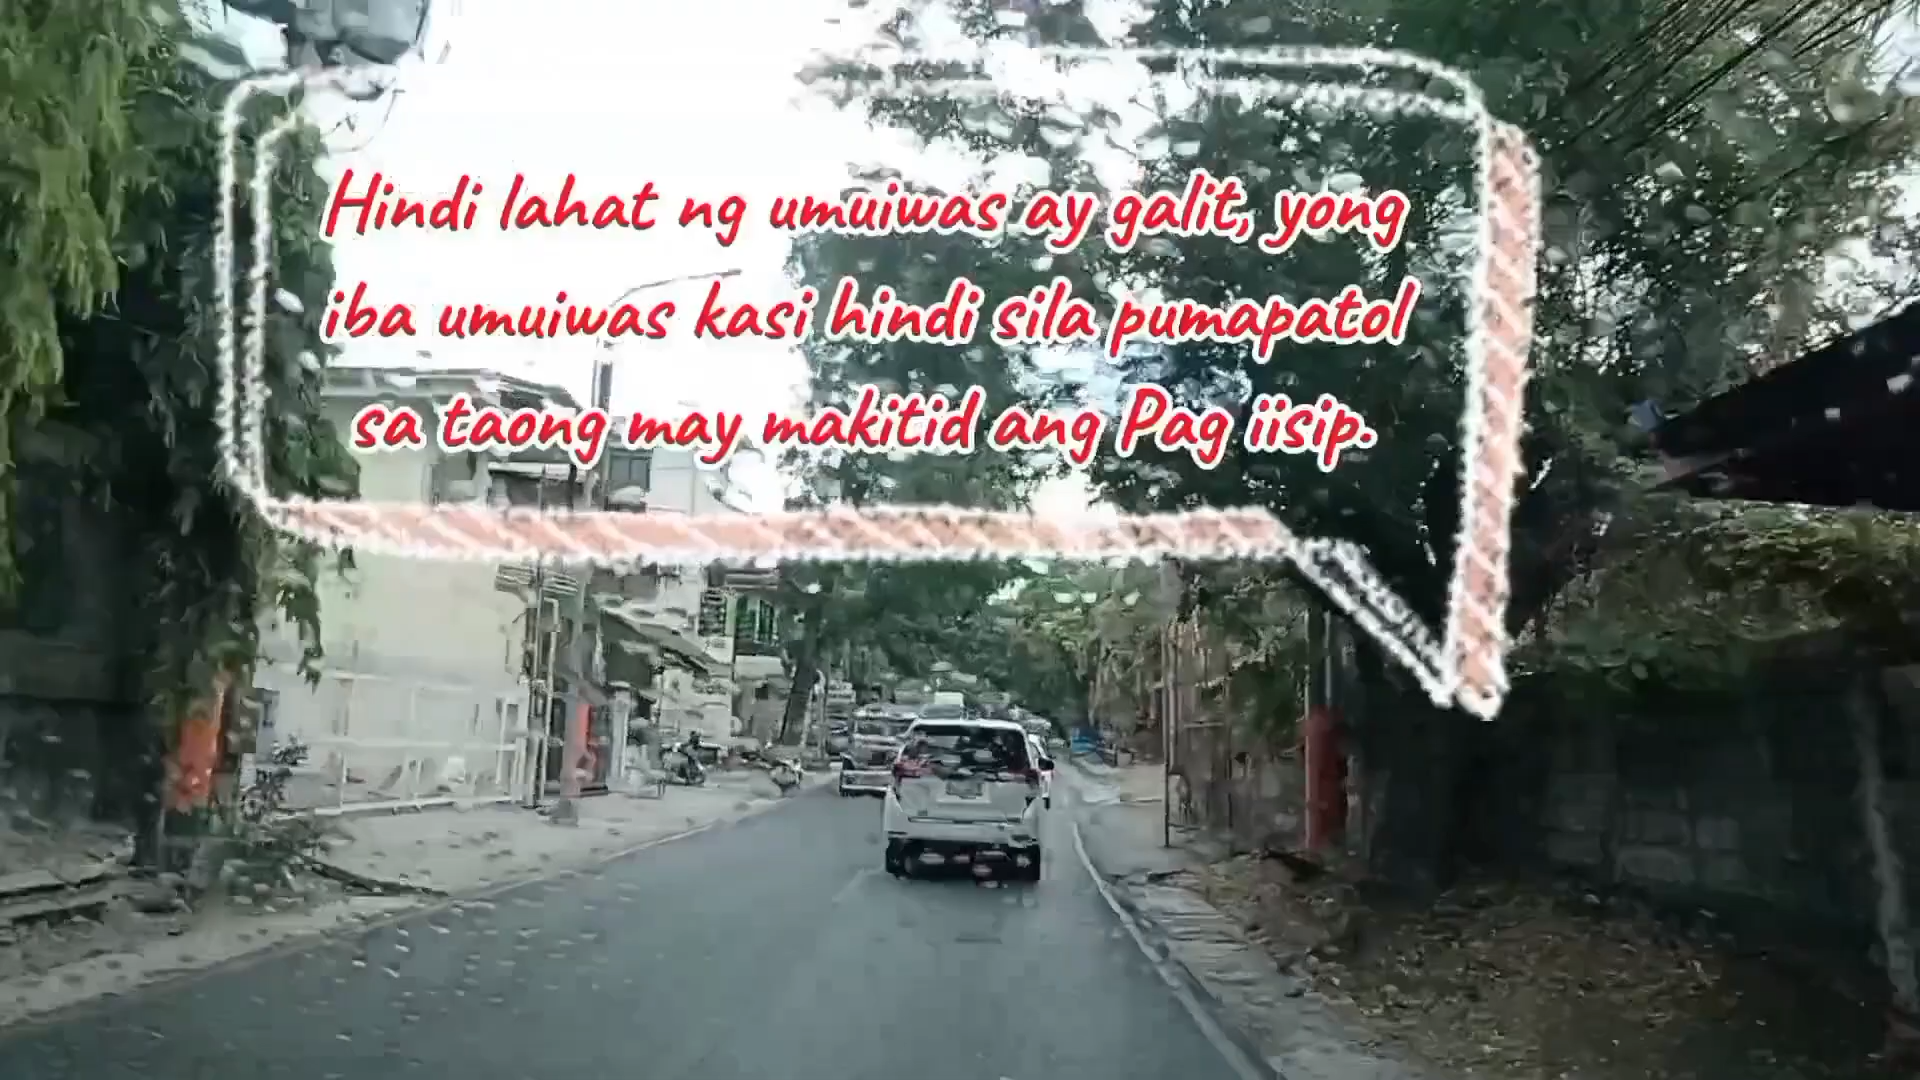 Hindi lahat ng umuiwas ay galit, yong
iba umuiwas kasi hindi sila pumapatol
sa taong may makitid ang Pag iisip.